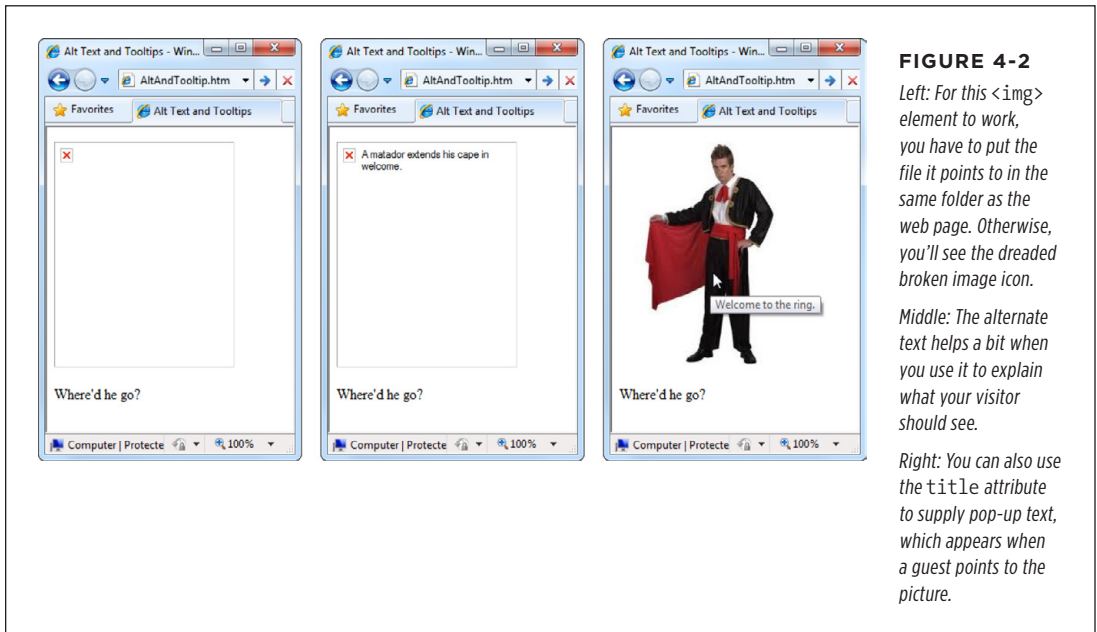 Alt Text and Tooltips - Win...
AltAndTooltip.htm
Favorites
Alt Text and Tooltips
Where'd he go?
Computer | Protecte
100%
Alt Text and Tooltips - Win...
AltAndTooltip.htm
Favorites
Alt Text and Tooltips
A matador extends his cape in
welcome.
Where'd he go?
Computer | Protecte
100%
Alt Text and Tooltips - Win...
AltAndTooltip.htm
Favorites
Alt Text and Tooltips
Welcome to the ring.
Where'd he go?
Computer | Protecte
100%
FIGURE 4-2
Left: For this <img>
element to work,
you have to put the
file it points to in the
same folder as the
web page. Otherwise,
you'll see the dreaded
broken image icon.
Middle: The alternate
text helps a bit when
you use it to explain
what your visitor
should see.
Right: You can also use
the title attribute
to supply pop-up text,
which appears when
a guest points to the
picture.